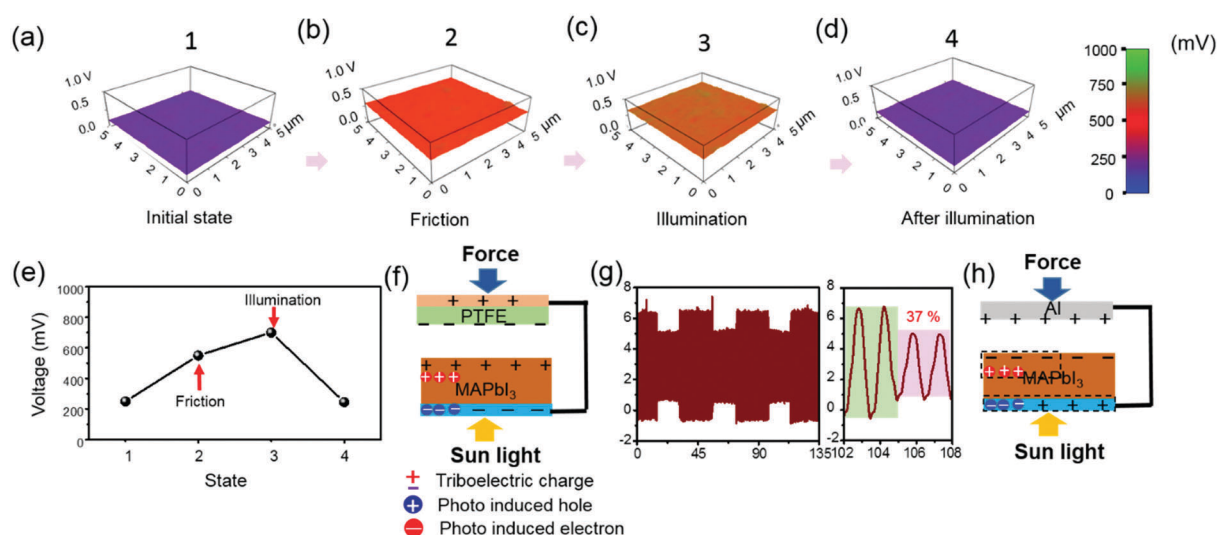 (a) 1 (b) 2 (c) 3 (d) 4 (mV)
1.0 V 1.0 V 1.0 V 1.0 V 1000
0.5 0.5 0.5 0.5 750
0.0 0.0 0.0 0.0 500
5 4 3 2 1 0 0 1 2 3 4 5 μm
5 4 3 2 1 0 0 1 2 3 4 5 μm
5 4 3 2 1 0 0 1 2 3 4 5 μm
5 4 3 2 1 0 0 1 2 3 4 5 μm
250
0
Initial state Friction Illumination After illumination
(e)
Voltage (mV)
1000
800
600
400
200
0
Illumination
Friction
1 2 3 4
State
(f)
Force
+ + +
PTFE
− − − − − −
+ + + + + +
+ + +
MAPbI3
− − − − − −
Sun light
+ − Triboelectric charge
+ Photo induced hole
− Photo induced electron
(g)
8
6
4
2
0
-2
0 45 90 135
8
6
4
2
0
-2
37 %
102 104 106 108
(h)
Force
Al
+ + + + + +
− − − − − −
+ + +
MAPbI3
− − − + + + +
Sun light